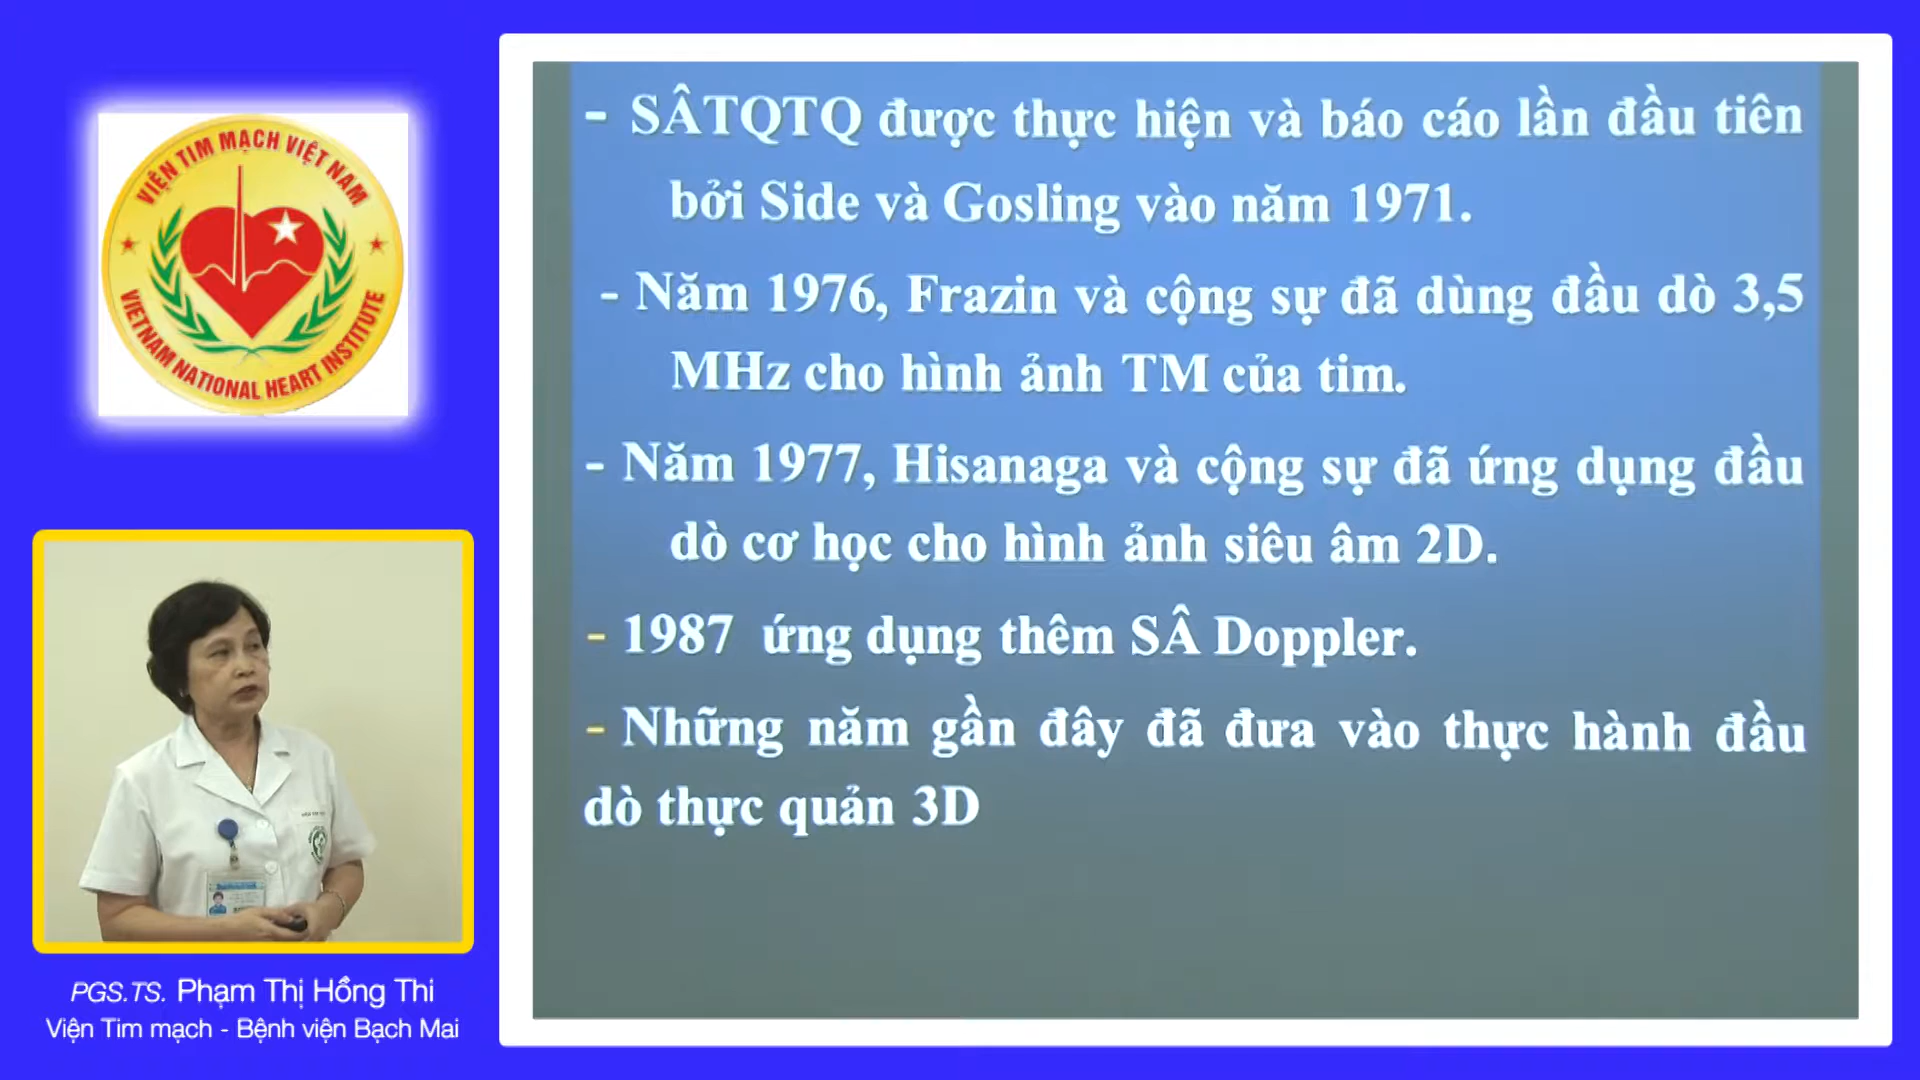 VIỆN TIM MẠCH VIỆT NAM
VIETNAM NATIONAL HEART INSTITUTE
PGS.TS. Phạm Thị Hồng Thi
Viện Tim mạch - Bệnh viện Bạch Mai
- SÂTQTQ được thực hiện và báo cáo lần đầu tiên
bởi Side và Gosling vào năm 1971.
- Năm 1976, Frazin và cộng sự đã dùng đầu dò 3,5
MHz cho hình ảnh TM của tim.
- Năm 1977, Hisanaga và cộng sự đã ứng dụng đầu
dò cơ học cho hình ảnh siêu âm 2D.
- 1987 ứng dụng thêm SÂ Doppler.
- Những năm gần đây đã đưa vào thực hành đầu
dò thực quản 3D